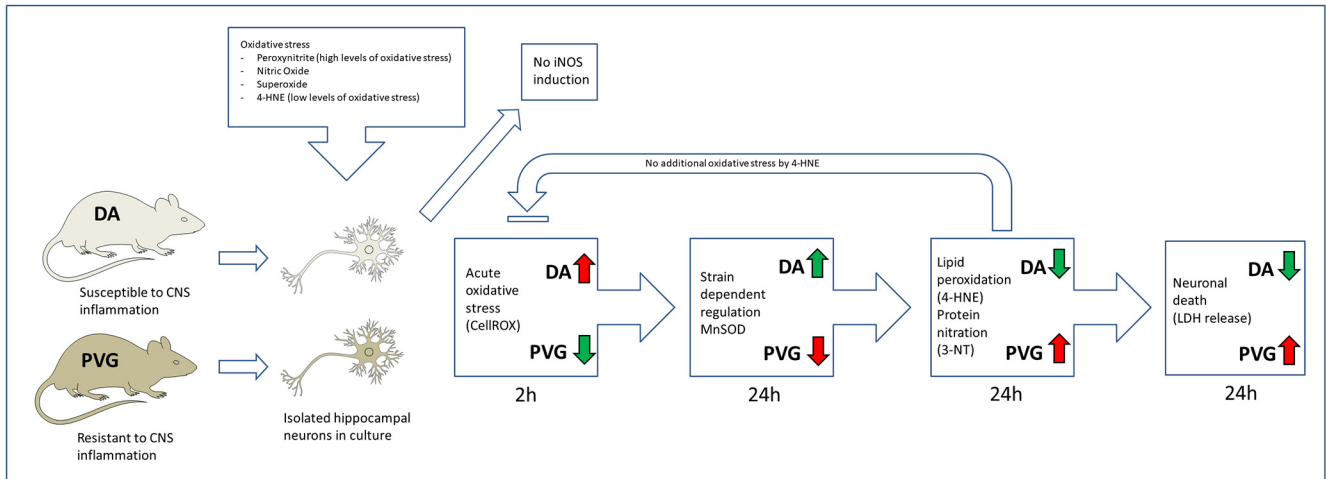 Oxidative stress
- Peroxynitrite (high levels of oxidative stress)
- Nitric Oxide
- Superoxide
- 4-HNE (low levels of oxidative stress)
No iNOS
induction
No additional oxidative stress by 4-HNE
DA
Susceptible to CNS
inflammation
PVG
Resistant to CNS
inflammation
Isolated hippocampal
neurons in culture
Acute
oxidative
stress
(CellROX)
DA
PVG
2h
Strain
dependent
regulation
MnSOD
DA
PVG
24h
Lipid
peroxidation
(4-HNE)
Protein
nitration
(3-NT)
DA
PVG
24h
Neuronal
death
(LDH release)
DA
PVG
24h